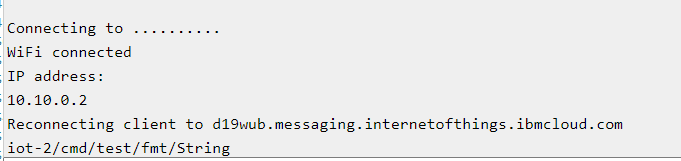 Connecting to ..........
WiFi connected
IP address:
10.10.0.2
Reconnecting client to d19wub.messaging.internetofthings.ibmcloud.com
iot-2/cmd/test/fmt/String